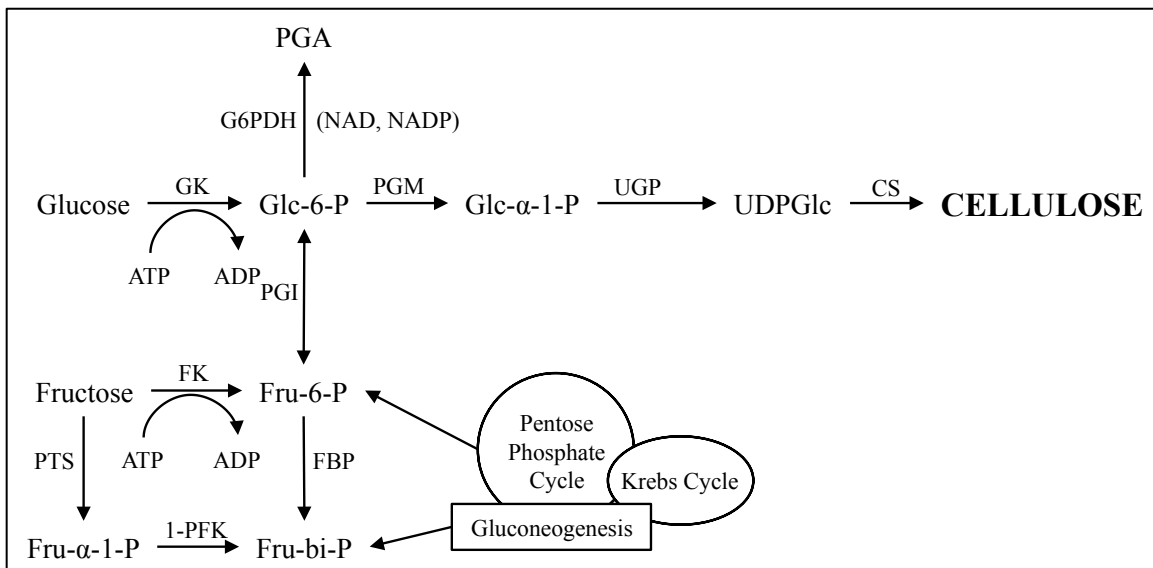 PGA
G6PDH (NAD, NADP)
GK PGM UGP CS
Glucose Glc-6-P Glc-α-1-P UDPGlc CELLULOSE
ATP ADP PGI
FK
Fructose Fru-6-P
Pentose
Phosphate
Cycle
PTS ATP ADP FBP
Krebs Cycle
Gluconeogenesis
1-PFK
Fru-α-1-P Fru-bi-P